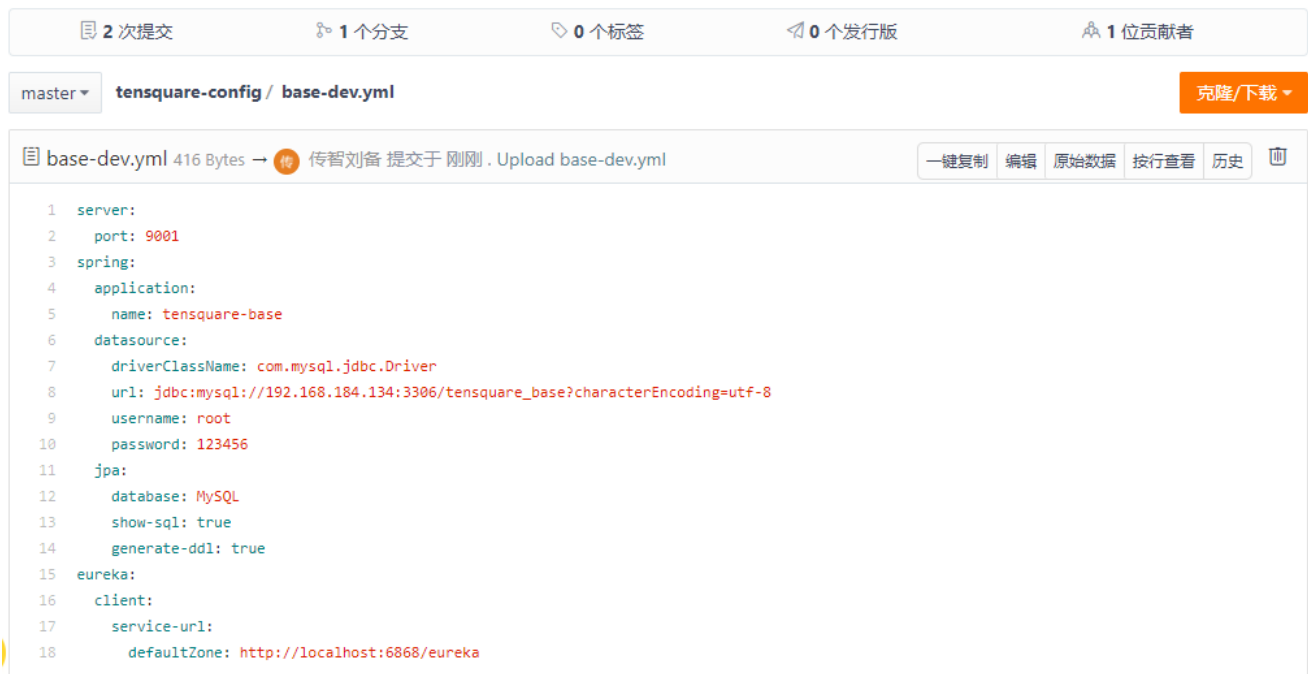 2 次提交 1 个分支 0 个标签 0 个发行版 1 位贡献者
master tensquare-config / base-dev.yml 克隆/下载
base-dev.yml 416 Bytes → 传 传智刘备 提交于 刚刚 . Upload base-dev.yml 一键复制 编辑 原始数据 按行查看 历史
1 server:
2   port: 9001
3 spring:
4   application:
5     name: tensquare-base
6   datasource:
7     driverClassName: com.mysql.jdbc.Driver
8     url: jdbc:mysql://192.168.184.134:3306/tensquare_base?characterEncoding=utf-8
9     username: root
10     password: 123456
11   jpa:
12     database: MySQL
13     show-sql: true
14     generate-ddl: true
15 eureka:
16   client:
17     service-url:
18       defaultZone: http://localhost:6868/eureka